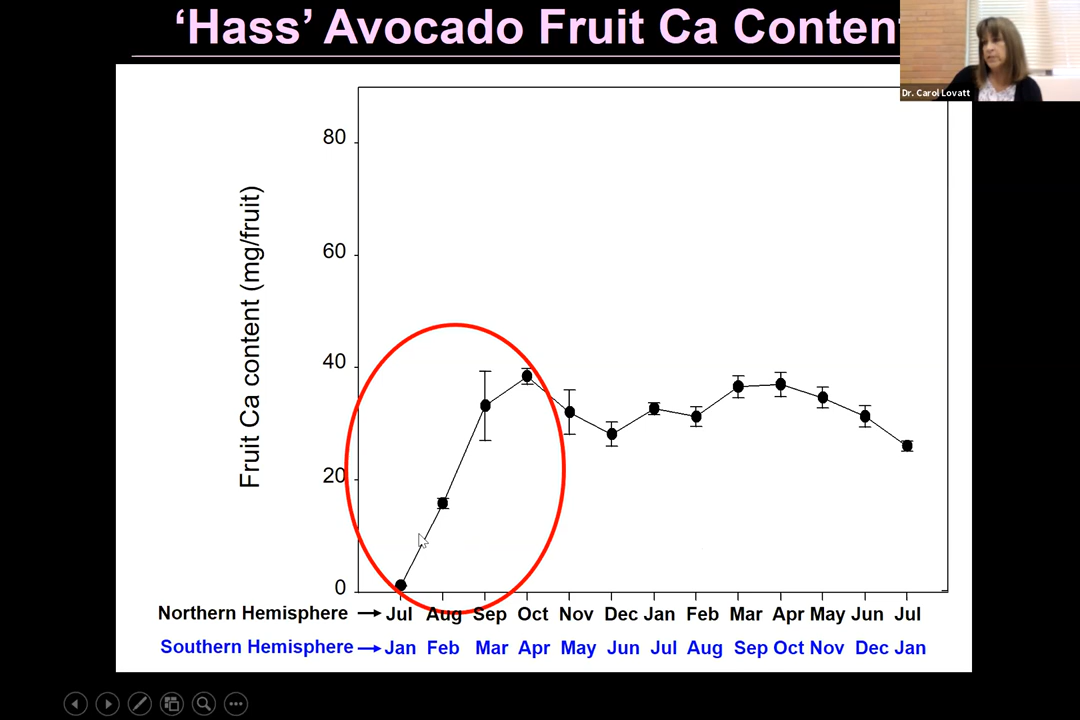 'Hass' Avocado Fruit Ca Conten
Dr. Carol Lovatt
Fruit Ca content (mg/fruit)
80
60
40
20
0
Northern Hemisphere → Jul Aug Sep Oct Nov Dec Jan Feb Mar Apr May Jun Jul
Southern Hemisphere → Jan Feb Mar Apr May Jun Jul Aug Sep Oct Nov Dec Jan